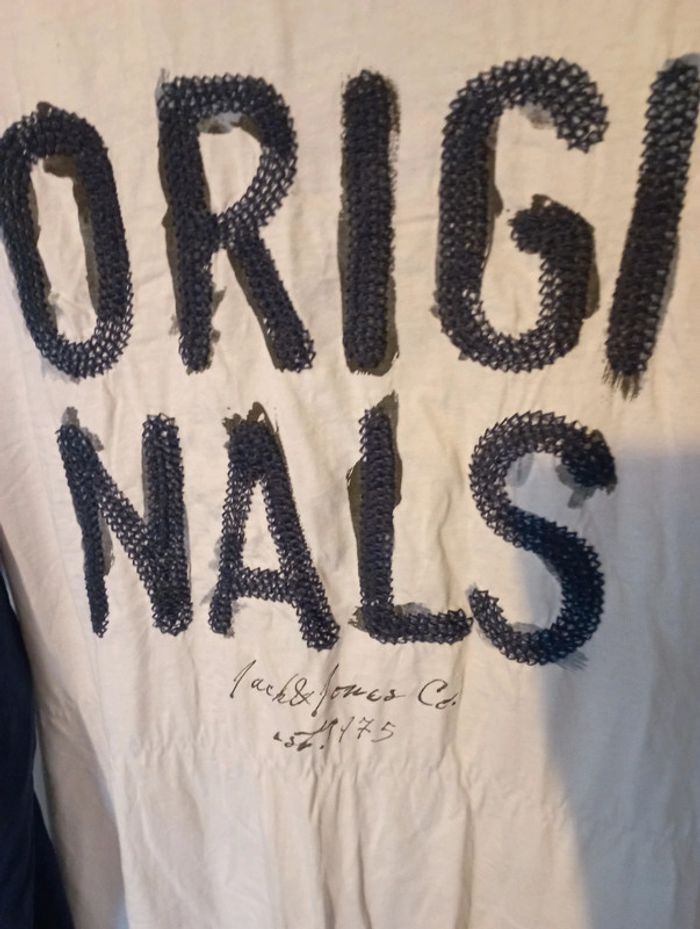 ORIGI
NALS
Jack&Jones Co.
est. 1975